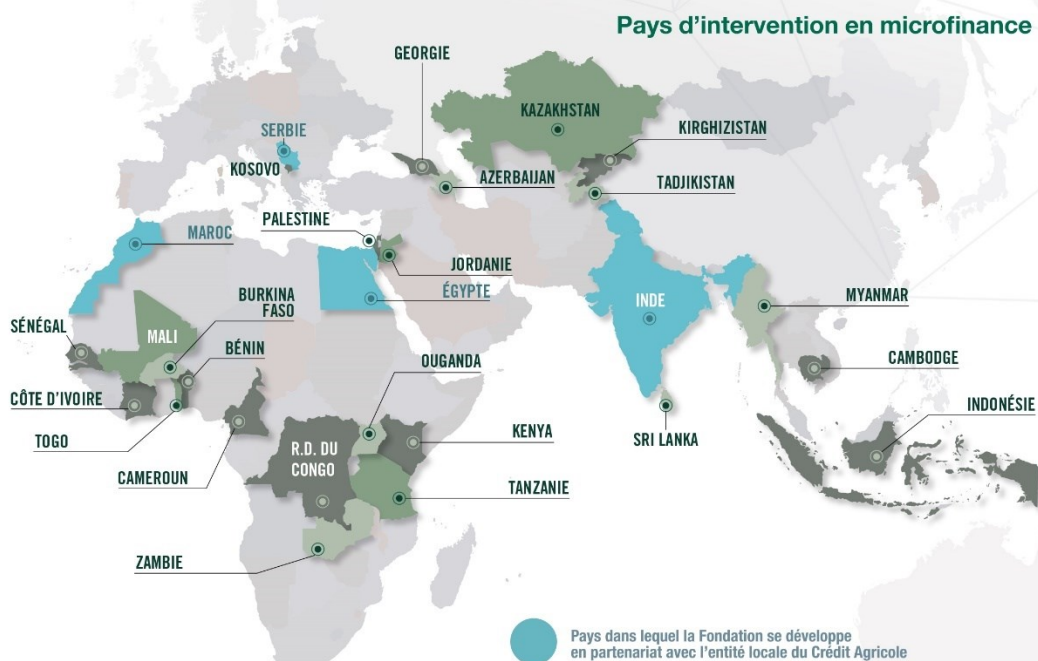 Pays d'intervention en microfinance
GEORGIE
KAZAKHSTAN
KIRGHIZISTAN
SERBIE
KOSOVO
AZERBAIJAN
TADJIKISTAN
PALESTINE
MAROC
JORDANIE
ÉGYPTE
INDE
MYANMAR
BURKINA
FASO
SÉNÉGAL
MALI
BÉNIN
OUGANDA
CAMBODGE
CÔTE D'IVOIRE
INDONÉSIE
TOGO
KENYA
SRI LANKA
R.D. DU
CONGO
CAMEROUN
TANZANIE
ZAMBIE
Pays dans lequel la Fondation se développe
en partenariat avec l'entité locale du Crédit Agricole